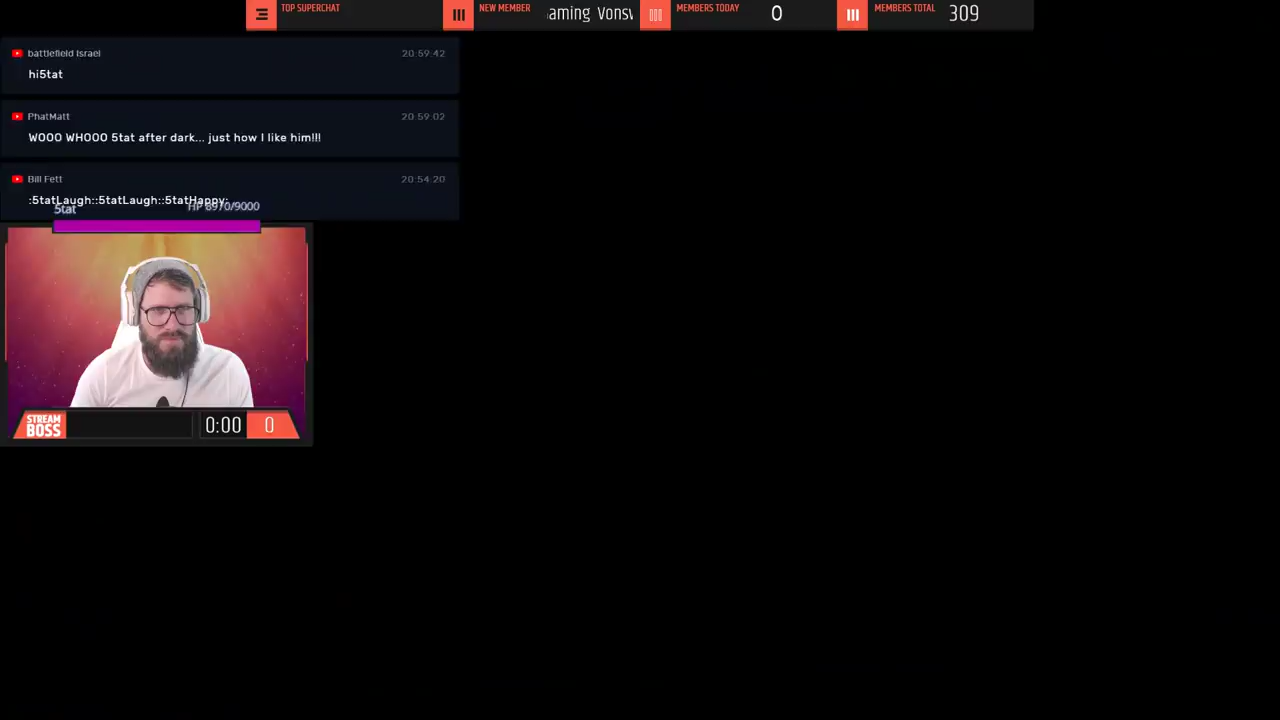 TOP SUPERCHAT
NEW MEMBER
aming Vonsv
MEMBERS TODAY
0
MEMBERS TOTAL
309
battlefield Israel
20:59:42
hi5tat
PhatMatt
20:59:02
WOOO WHOOO 5tat after dark... just how I like him!!!
Bill Fett
20:54:20
:5tatLaugh::5tatLaugh::5tatHappy:
5tat
HP 8970/9000
STREAM
BOSS
0:00
0